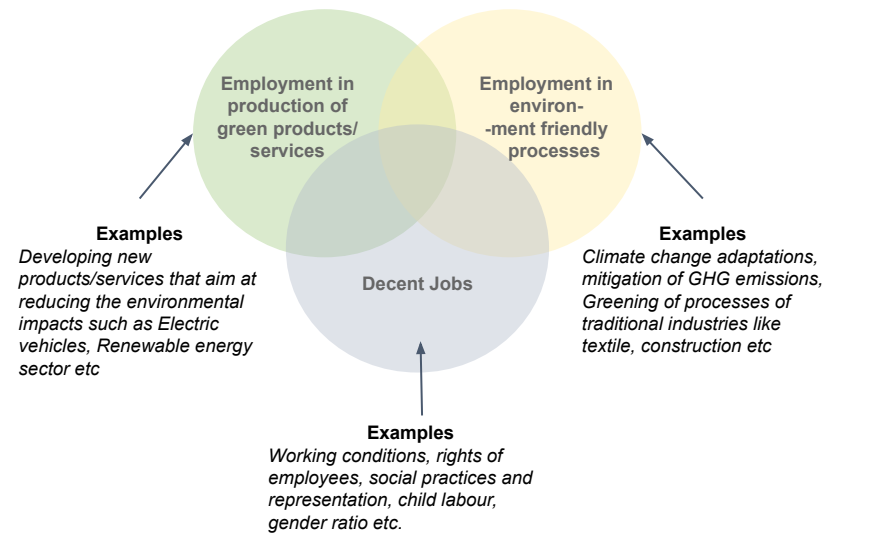 Employment in
production of
green products/
services
Employment in
environ-
-ment friendly
processes
Decent Jobs
Examples
Developing new
products/services that aim at
reducing the environmental
impacts such as Electric
vehicles, Renewable energy
sector etc
Examples
Climate change adaptations,
mitigation of GHG emissions,
Greening of processes of
traditional industries like
textile, construction etc
Examples
Working conditions, rights of
employees, social practices and
representation, child labour,
gender ratio etc.